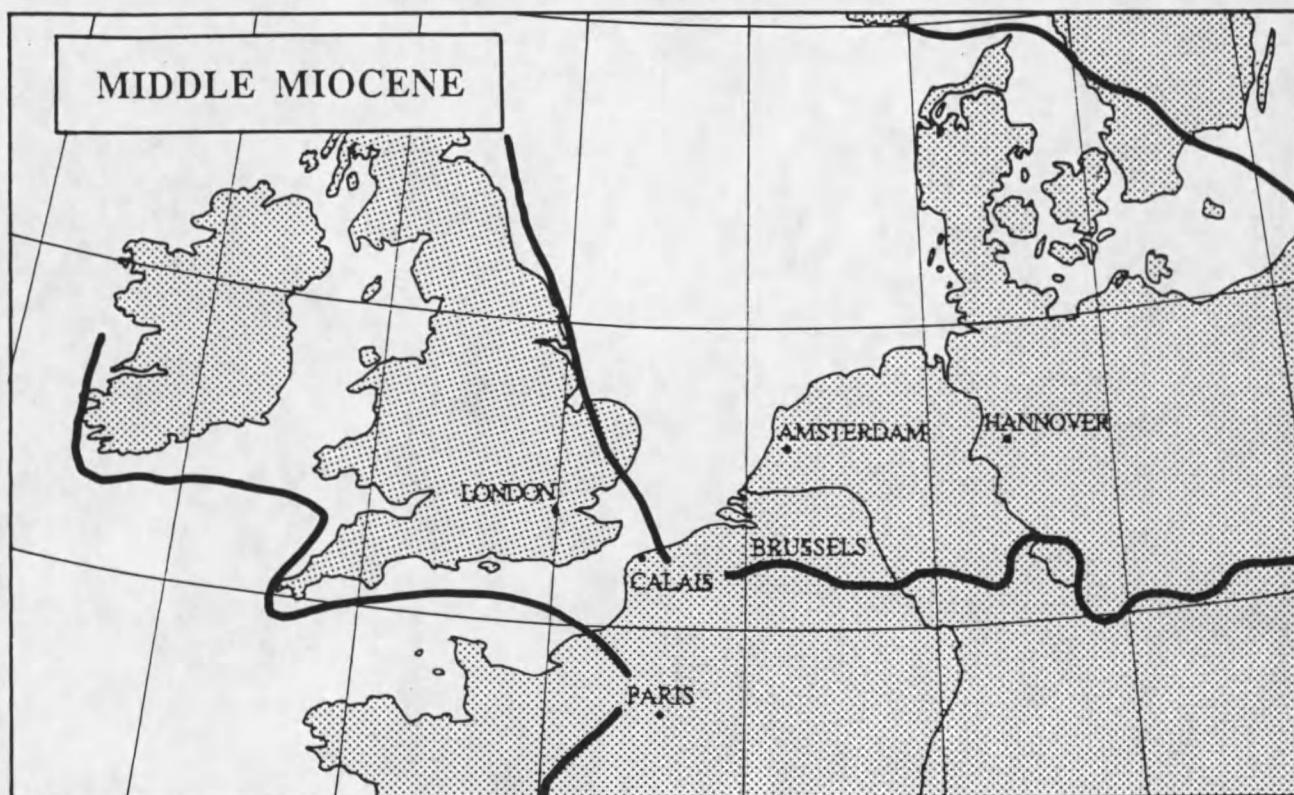 MIDDLE MIOCENE
AMSTERDAM
HANNOVER
LONDON
BRUSSELS
CALAIS
PARIS